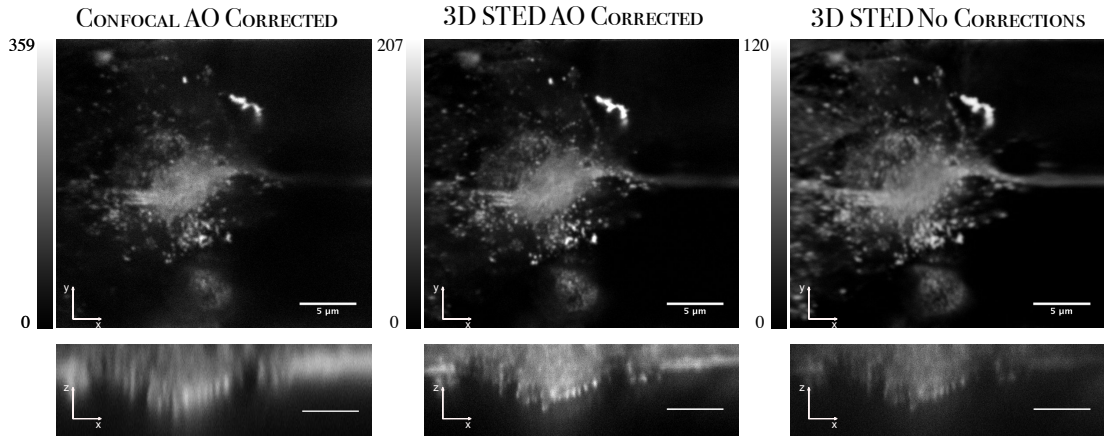 Confocal AO Corrected
3D STED AO Corrected
3D STED No Corrections
359
0
y
x
5 µm
207
0
y
x
5 µm
120
0
y
x
5 µm
z
x
z
x
z
x